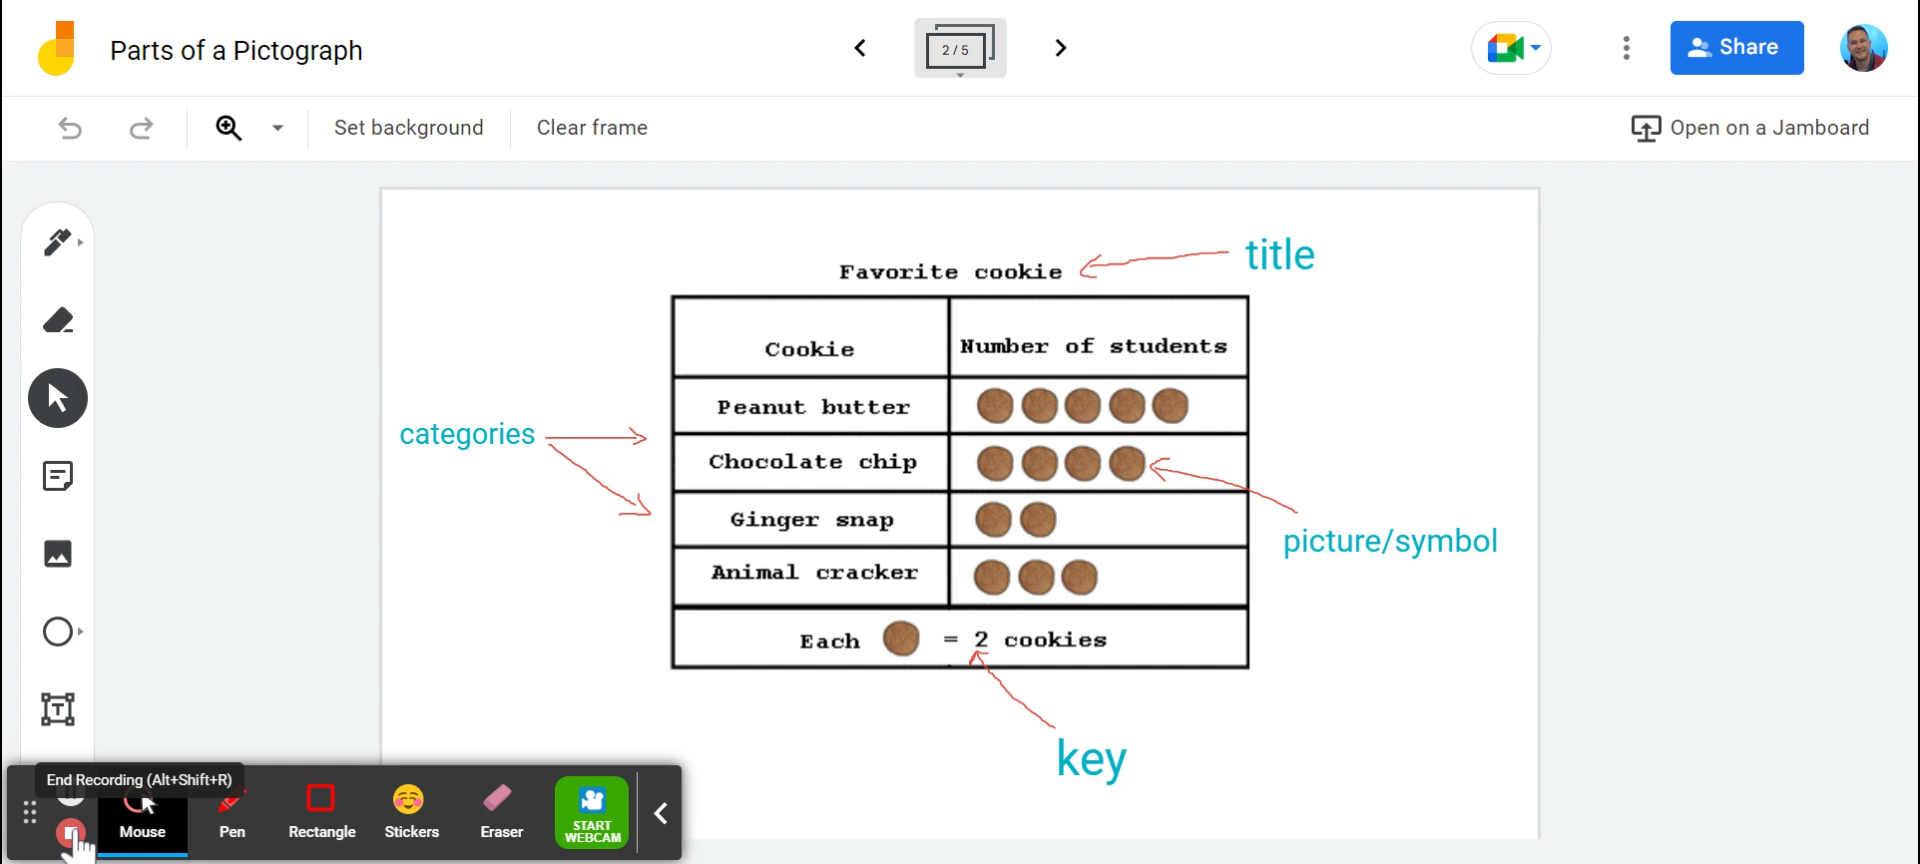 Parts of a Pictograph
2 / 5
Share
Set background
Clear frame
Open on a Jamboard
title
Favorite cookie
Cookie
Number of students
Peanut butter
categories
Chocolate chip
Ginger snap
picture/symbol
Animal cracker
Each = 2 cookies
key
End Recording (Alt+Shift+R)
Mouse
Pen
Rectangle
Stickers
Eraser
START
WEBCAM